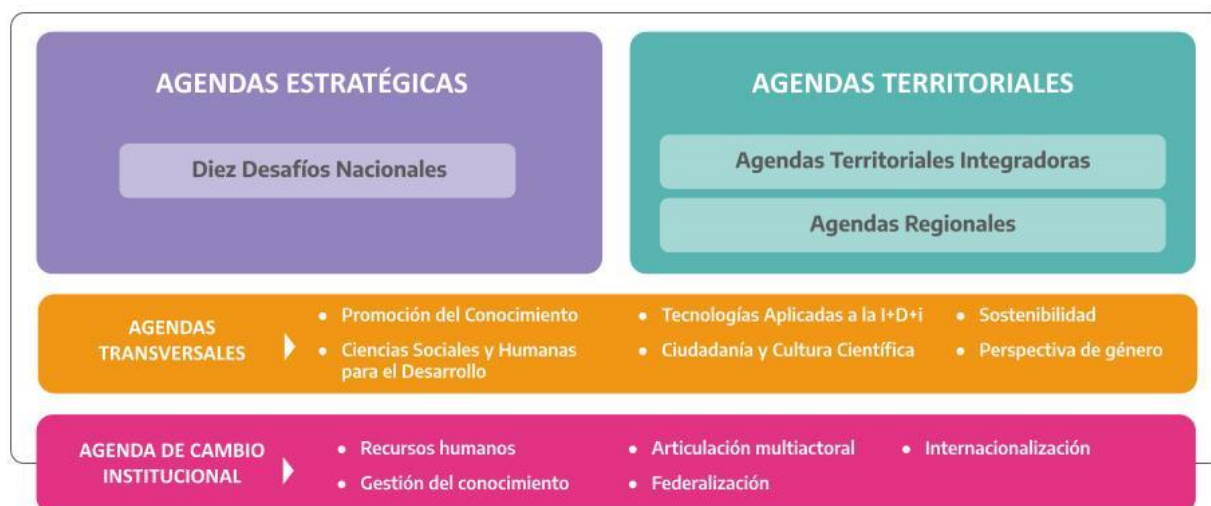 AGENDAS ESTRATÉGICAS
Diez Desafíos Nacionales
AGENDAS TERRITORIALES
Agendas Territoriales Integradoras
Agendas Regionales
AGENDAS
TRANSVERSALES
• Promoción del Conocimiento
• Ciencias Sociales y Humanas
para el Desarrollo
• Tecnologías Aplicadas a la I+D+i
• Ciudadanía y Cultura Científica
• Sostenibilidad
• Perspectiva de género
AGENDA DE CAMBIO
INSTITUCIONAL
• Recursos humanos
• Gestión del conocimiento
• Articulación multiactoral
• Federalización
• Internacionalización